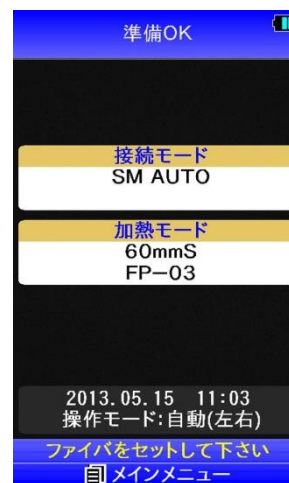 準備OK
接続モード
SM AUTO
加熱モード
60mmS
FP-03
2013.05.15 11:03
操作モード:自動(左右)
ファイバをセットして下さい
メインメニュー